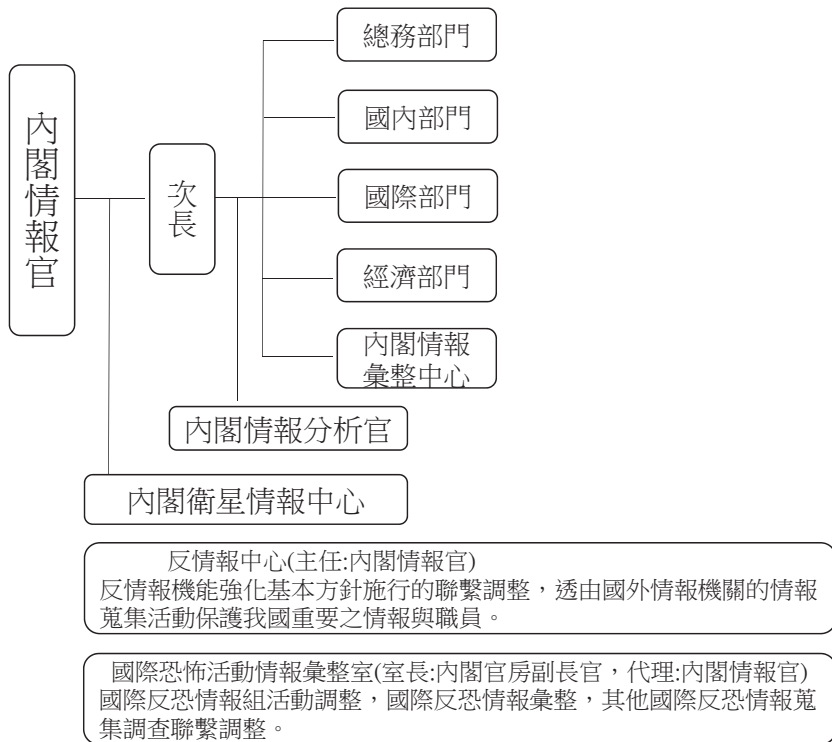 總務部門
國內部門
內閣情報官
次長
國際部門
經濟部門
內閣情報
彙整中心
內閣情報分析官
內閣衛星情報中心
反情報中心(主任:內閣情報官)
反情報機能強化基本方針施行的聯繫調整，透由國外情報機關的情報
蒐集活動保護我國重要之情報與職員。
國際恐怖活動情報彙整室(室長:內閣官房副長官，代理:內閣情報官)
國際反恐情報組活動調整，國際反恐情報彙整，其他國際反恐情報蒐
集調查聯繫調整。